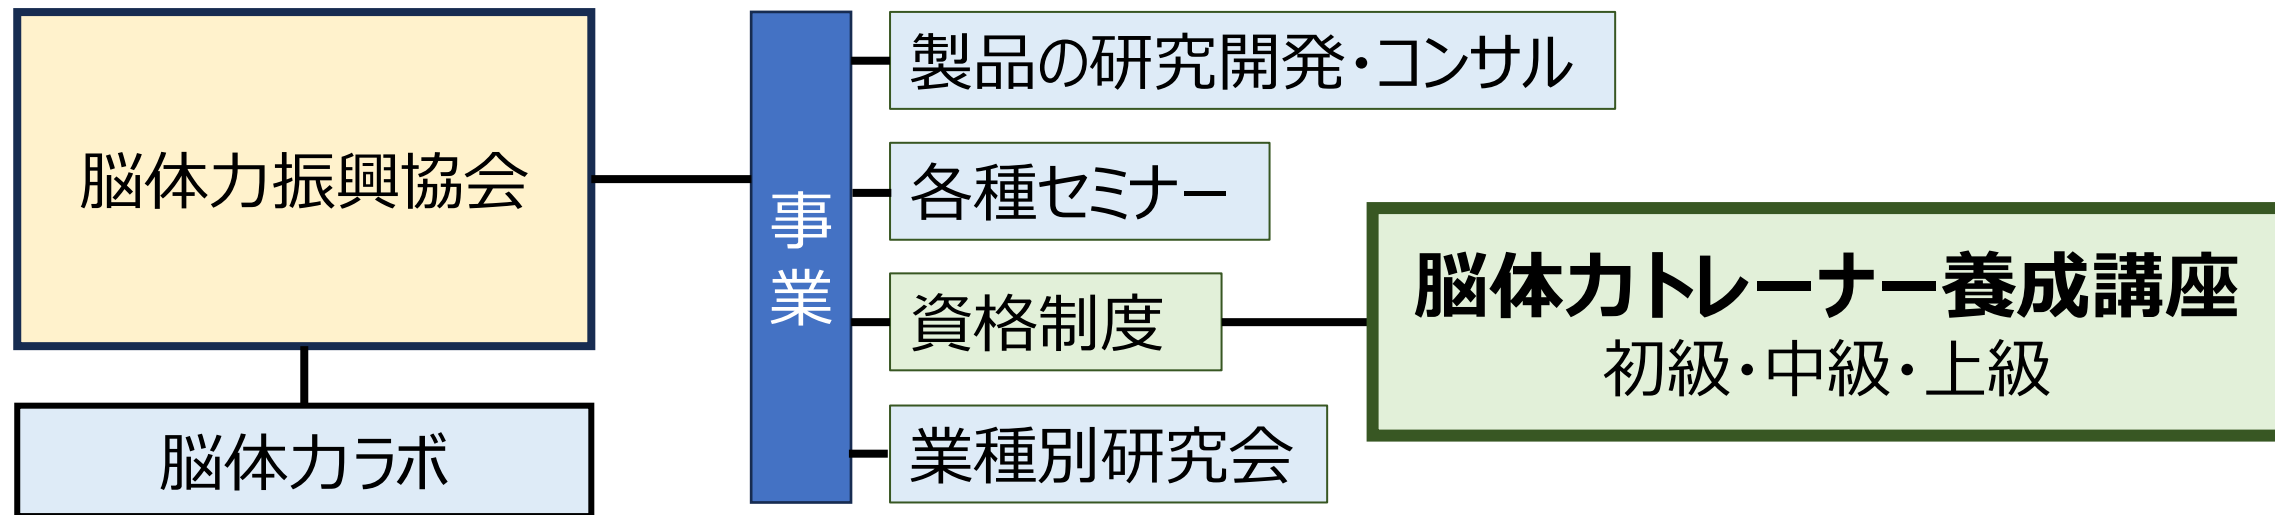 脳体力振興協会
脳体力ラボ
事業
製品の研究開発・コンサル
各種セミナー
資格制度
業種別研究会
脳体力トレーナー養成講座
初級・中級・上級